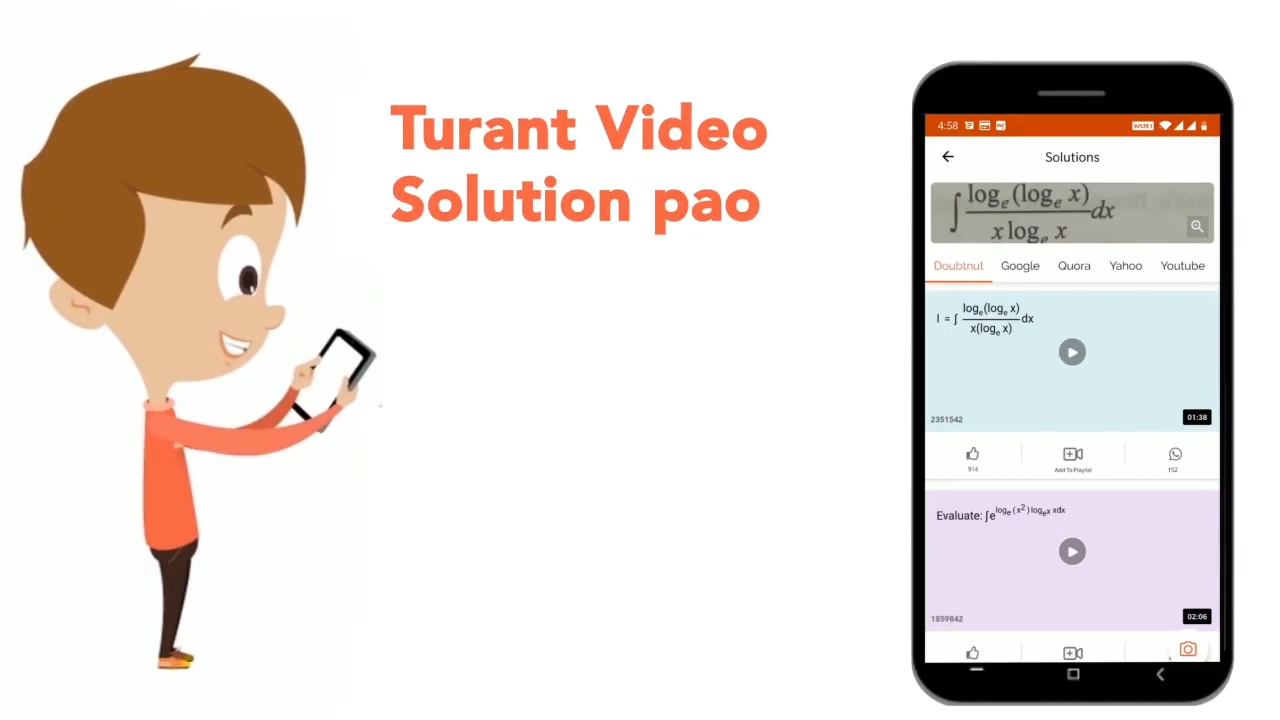 Turant Video
Solution pao
4:58
VoLTE1
Solutions
∫ logₑ(logₑ x) / x logₑ x dx
Doubtnut Google Quora Yahoo Youtube
I = ∫ logₑ(logₑ x) / x(logₑ x) dx
2351542 01:38
914 Add To Playlist 152
Evaluate: ∫e^logₑ(x²)logₑx xdx
1859842 02:06